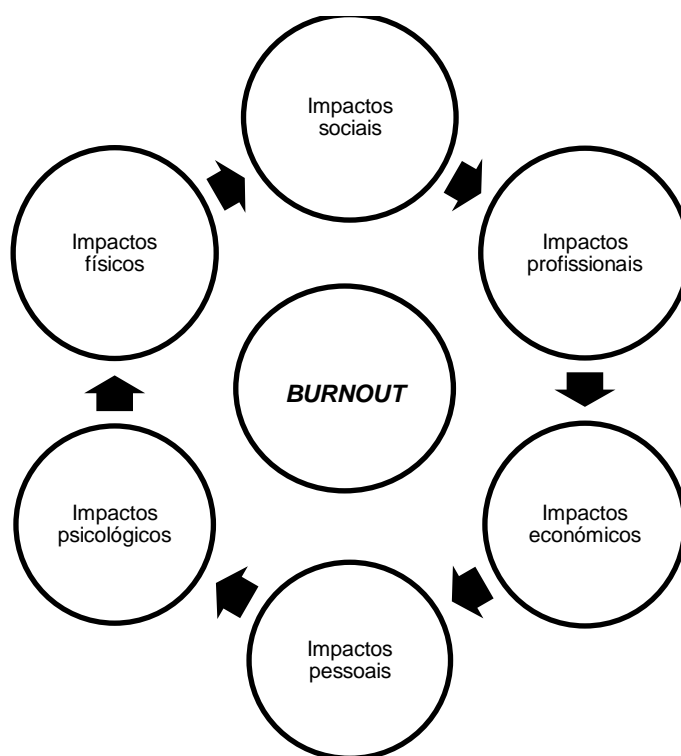 Impactos
sociais
Impactos
físicos
Impactos
profissionais
BURNOUT
Impactos
psicológicos
Impactos
económicos
Impactos
pessoais